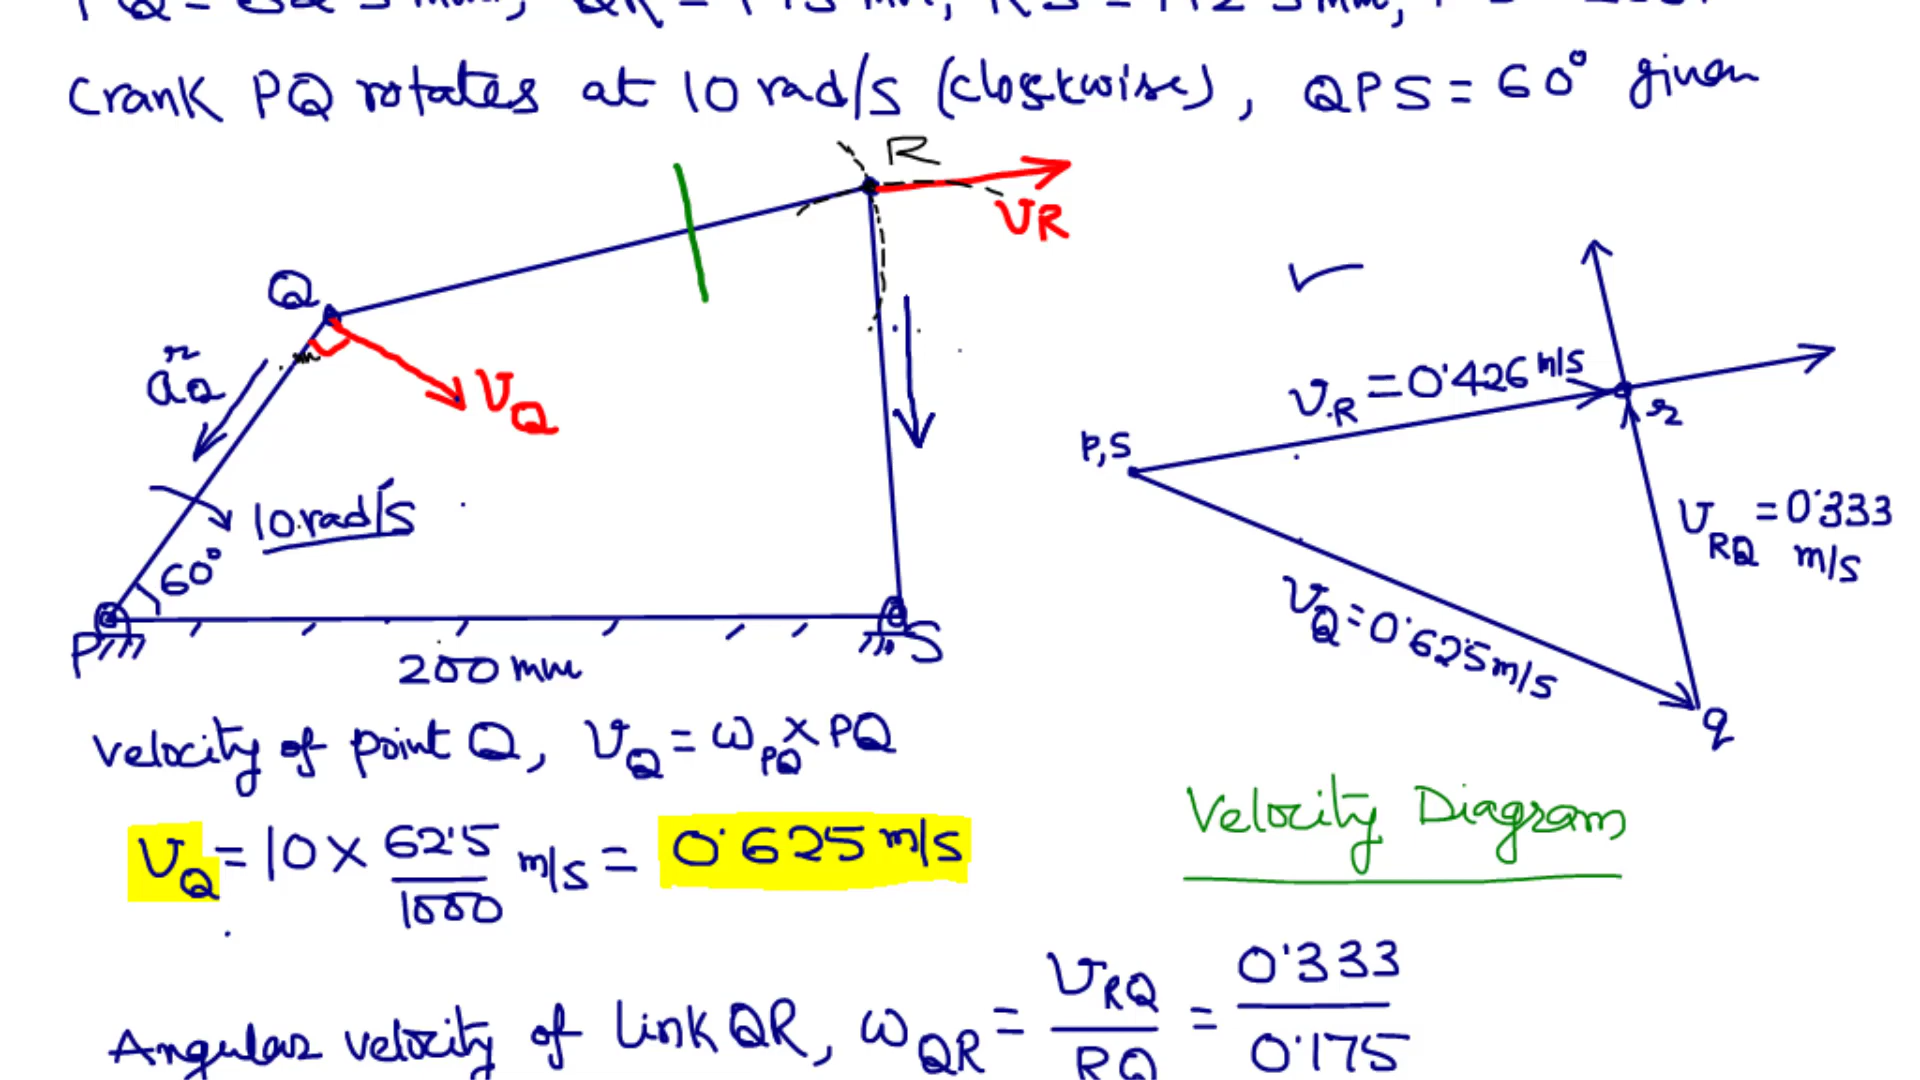 Crank PQ rotates at 10 rad/s (clockwise), QPS = 60° given
R
VR
Q
aʳQ
VQ
10 rad/s
60°
P
S
200 mm
VR = 0.426 m/s
r
P,S
VRQ = 0.333 m/s
VQ = 0.625 m/s
q
Velocity of point Q, VQ = ωPQ × PQ
Velocity Diagram
VQ = 10 × 62.5/1000 m/s = 0.625 m/s
Angular velocity of link QR, ωQR = VRQ/RQ = 0.333/0.175